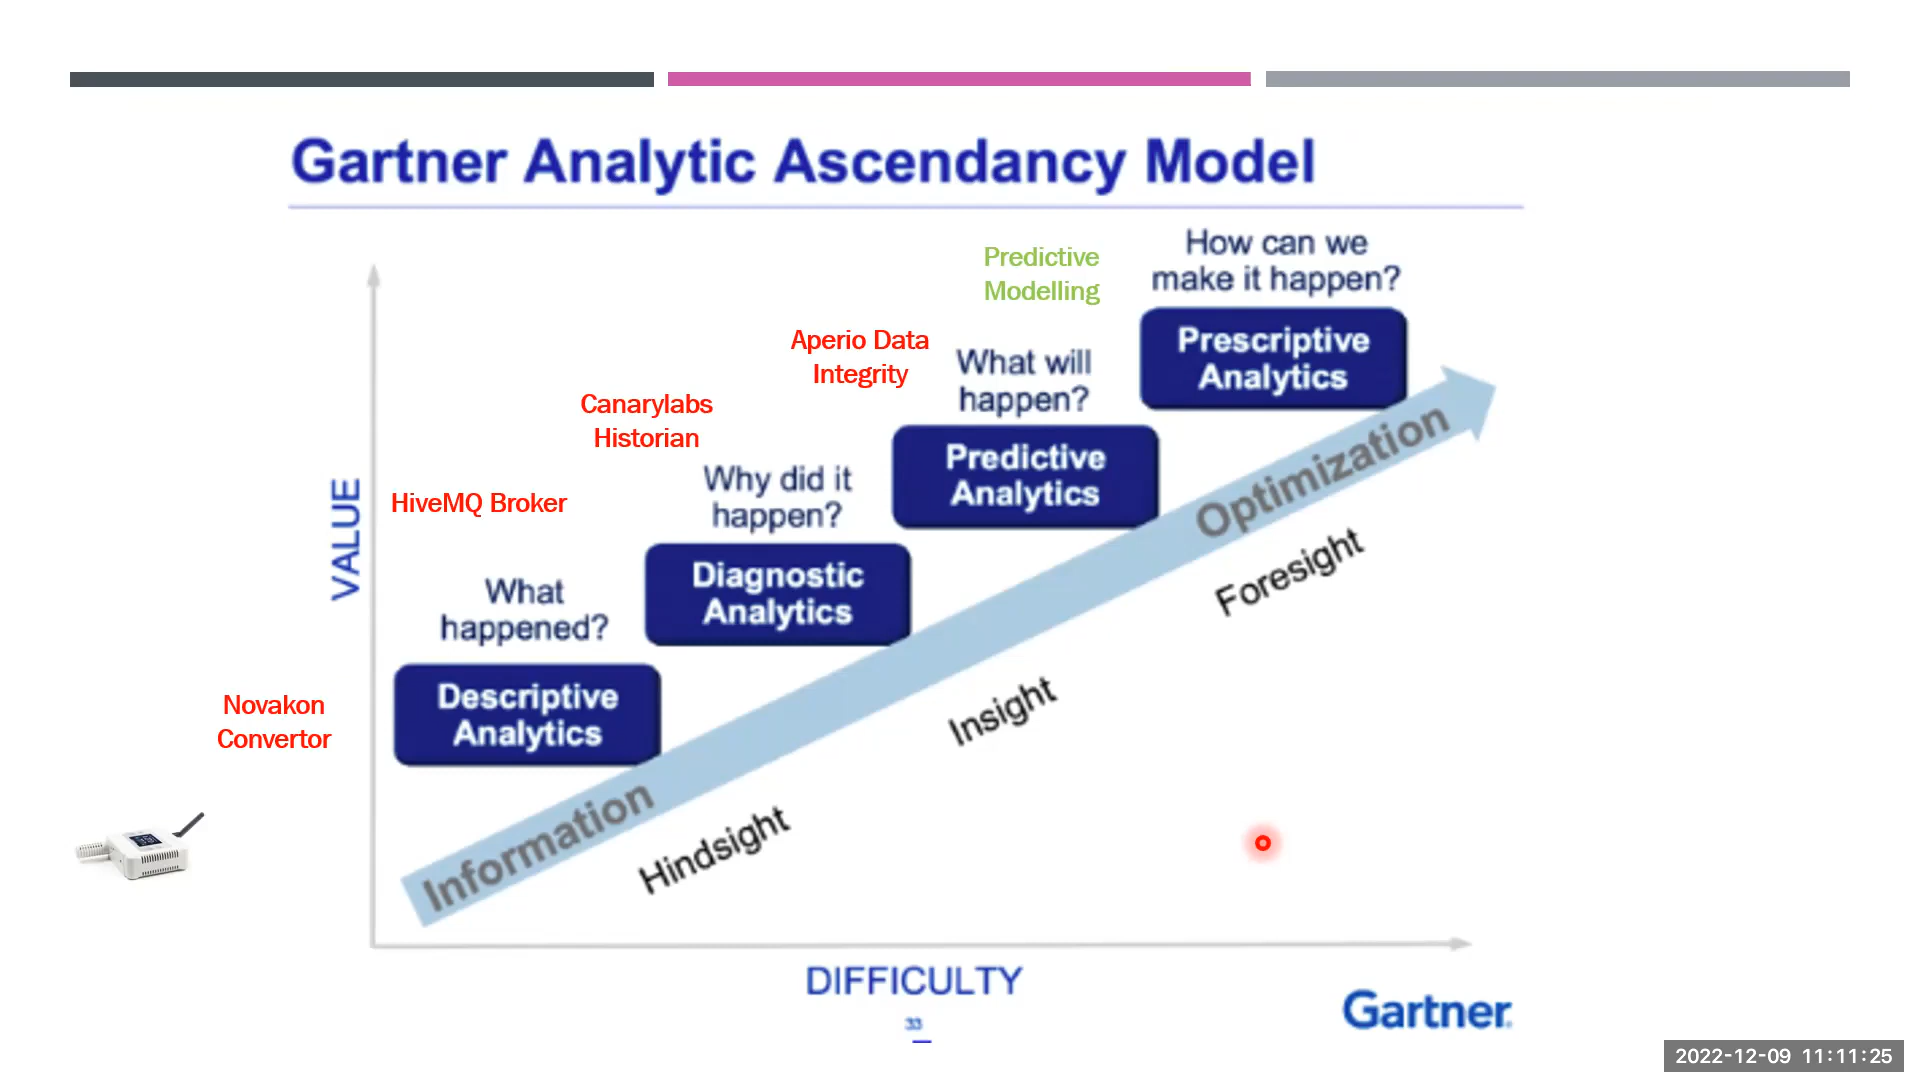 Gartner Analytic Ascendancy Model
How can we
make it happen?
Predictive
Modelling
Prescriptive
Analytics
Aperio Data
Integrity
What will
happen?
Predictive
Analytics
Canarylabs
Historian
Why did it
happen?
Diagnostic
Analytics
HiveMQ Broker
What
happened?
Descriptive
Analytics
Novakon
Convertor
VALUE
Information
Optimization
Hindsight
Insight
Foresight
DIFFICULTY
33
Gartner
2022-12-09 11:11:25